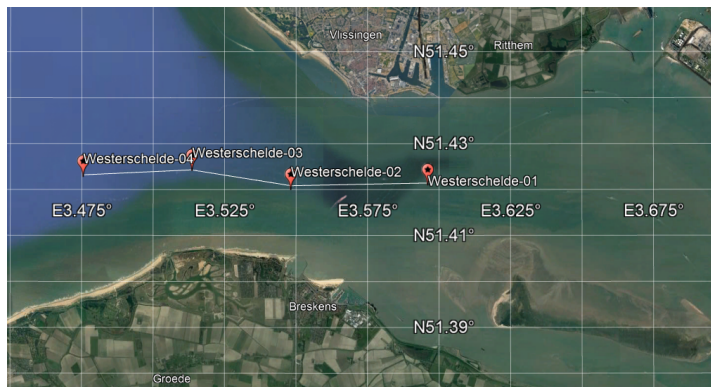 Vlissingen
Ritthem
N51.45°
N51.43°
Westerschelde-04
Westerschelde-03
Westerschelde-02
Westerschelde-01
E3.475°
E3.525°
E3.575°
E3.625°
E3.675°
N51.41°
Breskens
N51.39°
Groede